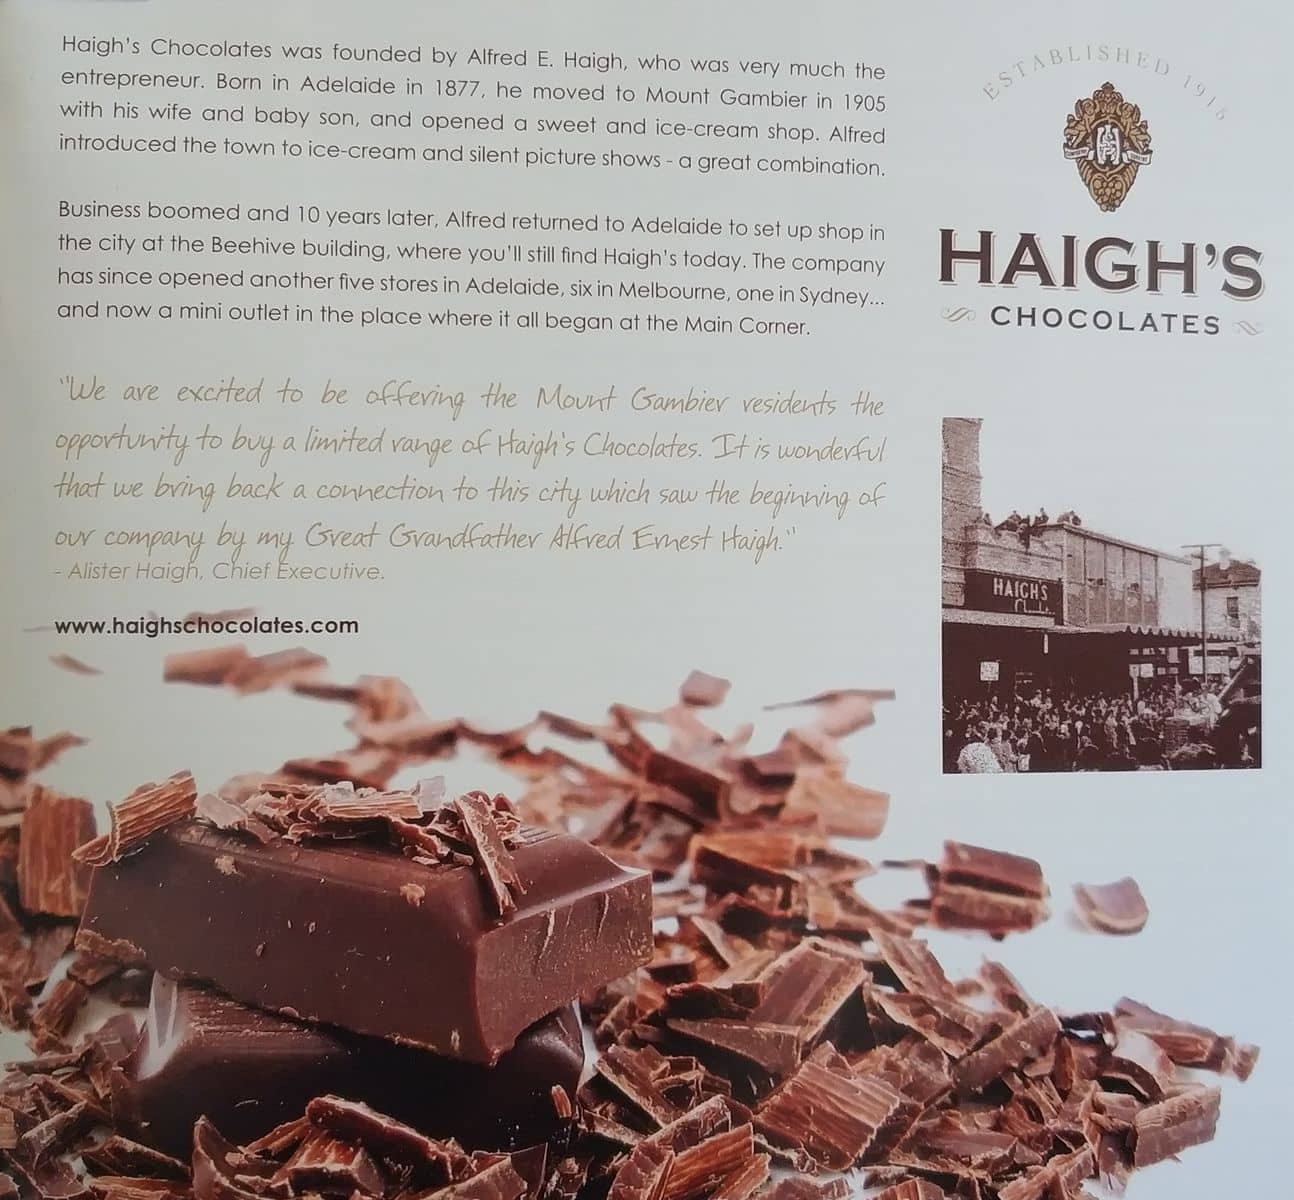 Haigh's Chocolates was founded by Alfred E. Haigh, who was very much the
entrepreneur. Born in Adelaide in 1877, he moved to Mount Gambier in 1905
with his wife and baby son, and opened a sweet and ice-cream shop. Alfred
introduced the town to ice-cream and silent picture shows - a great combination.
Business boomed and 10 years later, Alfred returned to Adelaide to set up shop in
the city at the Beehive building, where you'll still find Haigh's today. The company
has since opened another five stores in Adelaide, six in Melbourne, one in Sydney...
and now a mini outlet in the place where it all began at the Main Corner.
"We are excited to be offering the Mount Gambier residents the
opportunity to buy a limited range of Haigh's Chocolates. It is wonderful
that we bring back a connection to this city which saw the beginning of
our company by my Great Grandfather Alfred Ernest Haigh."
- Alister Haigh, Chief Executive.
www.haighschocolates.com
ESTABLISHED 1915
HAIGH'S
CHOCOLATES
HAIGH'S